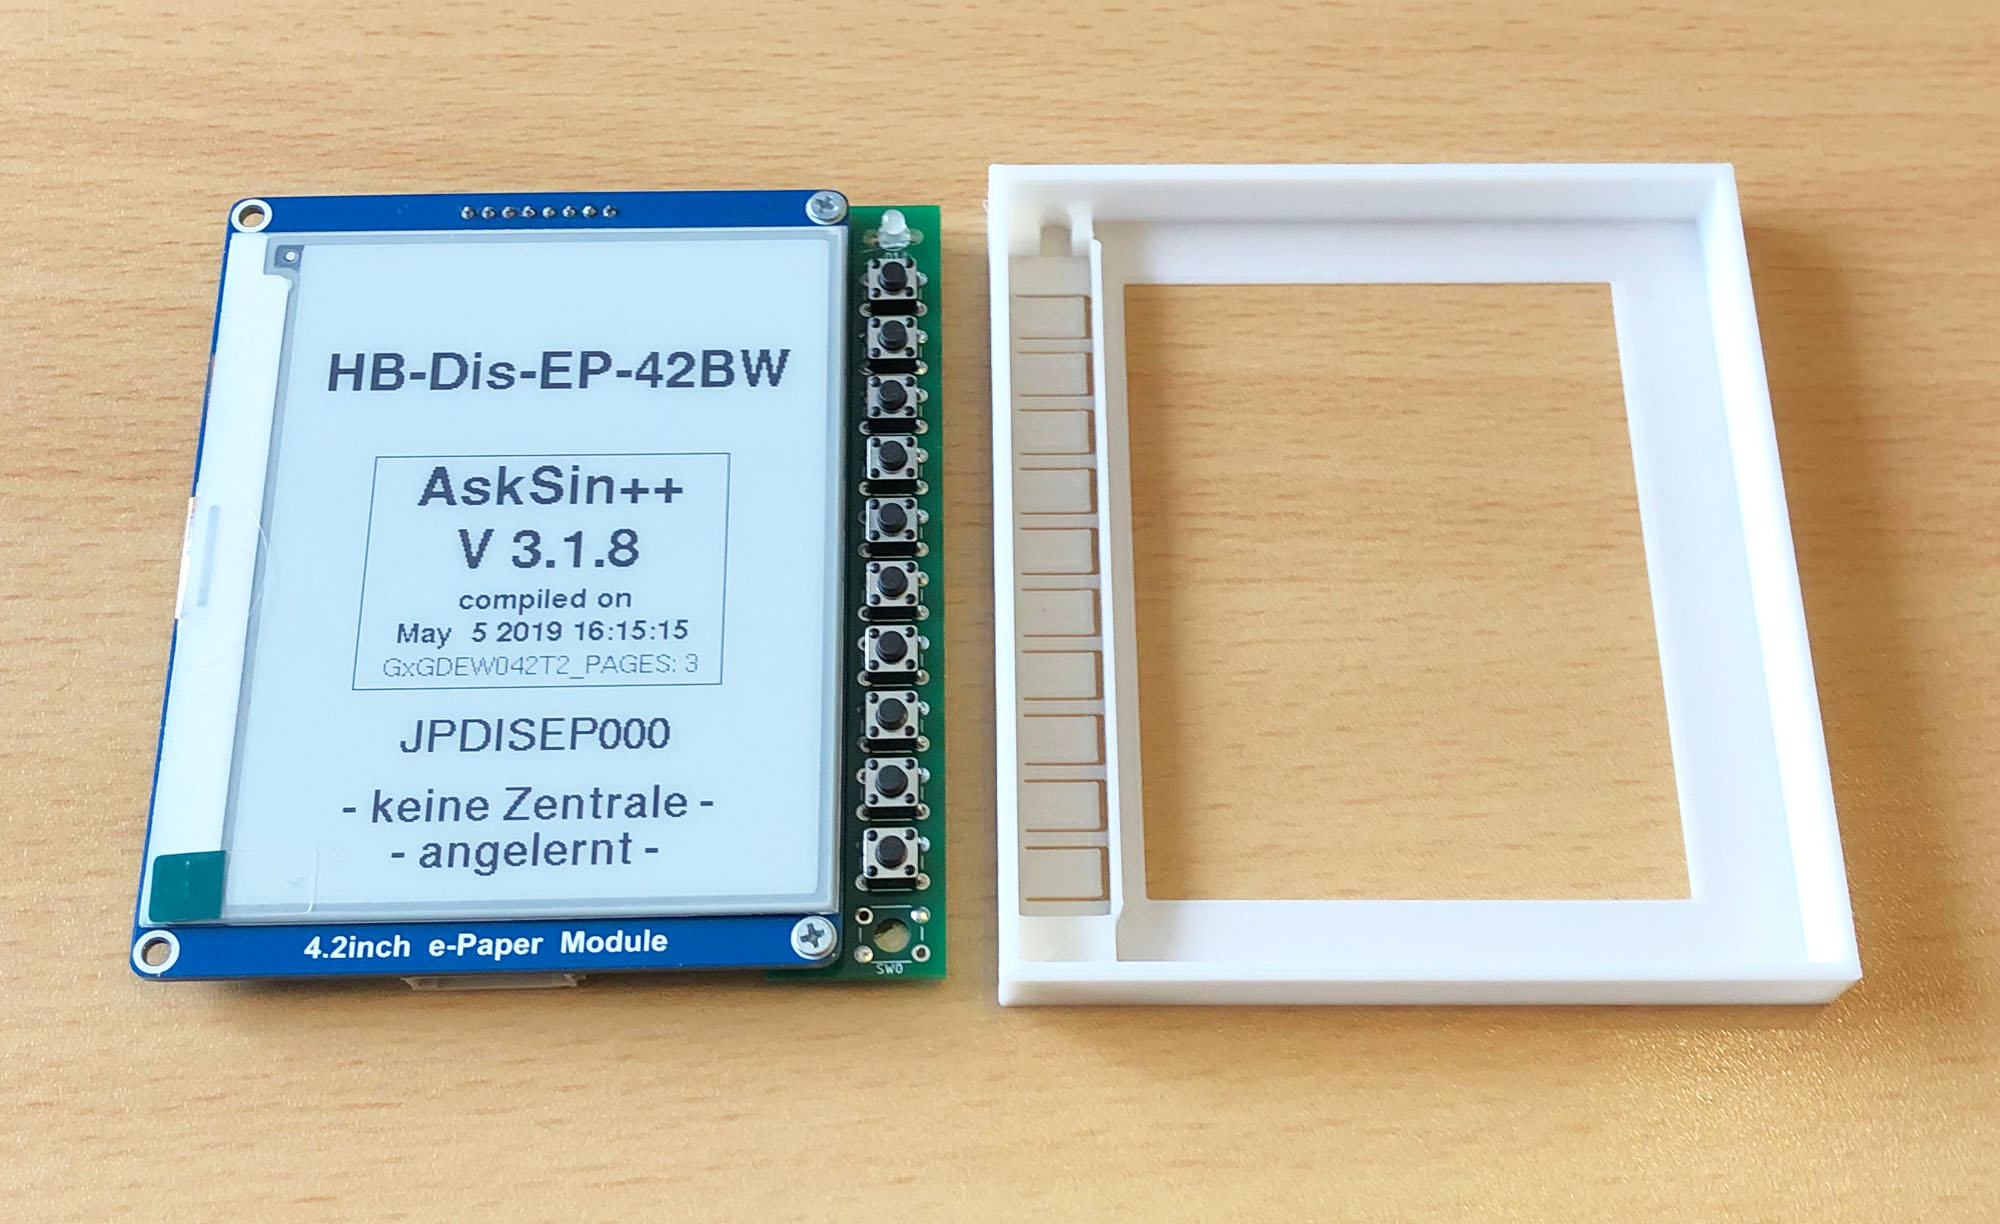 HB-Dis-EP-42BW
AskSin++
V 3.1.8
compiled on
May 5 2019 16:15:15
GxGDEW042T2_PAGES: 3
JPDISEP000
- keine Zentrale -
- angelernt -
4.2inch e-Paper Module
SW0